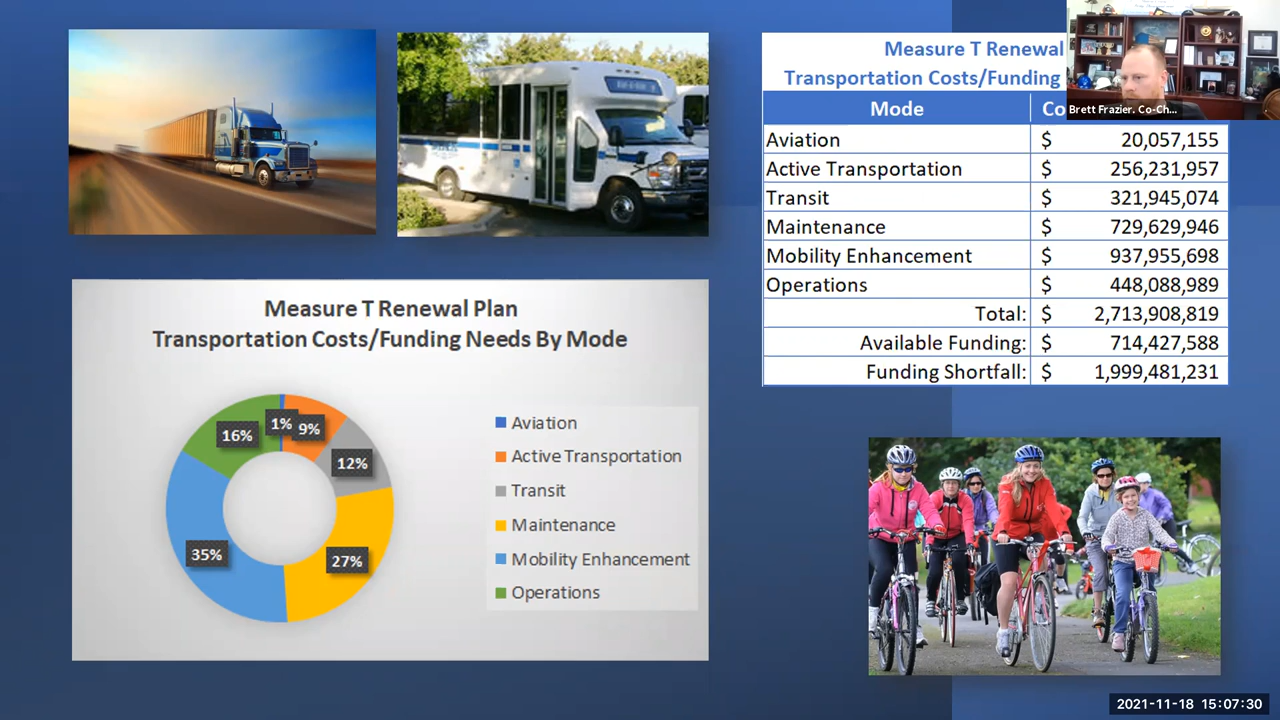 Measure T Renewal
Transportation Costs/Funding
Brett Frazier. Co-Ch...
Mode Co
Aviation $ 20,057,155
Active Transportation $ 256,231,957
Transit $ 321,945,074
Maintenance $ 729,629,946
Mobility Enhancement $ 937,955,698
Operations $ 448,088,989
Total: $ 2,713,908,819
Available Funding: $ 714,427,588
Funding Shortfall: $ 1,999,481,231
Measure T Renewal Plan
Transportation Costs/Funding Needs By Mode
1%
9%
16%
12%
35%
27%
Aviation
Active Transportation
Transit
Maintenance
Mobility Enhancement
Operations
2021-11-18 15:07:30